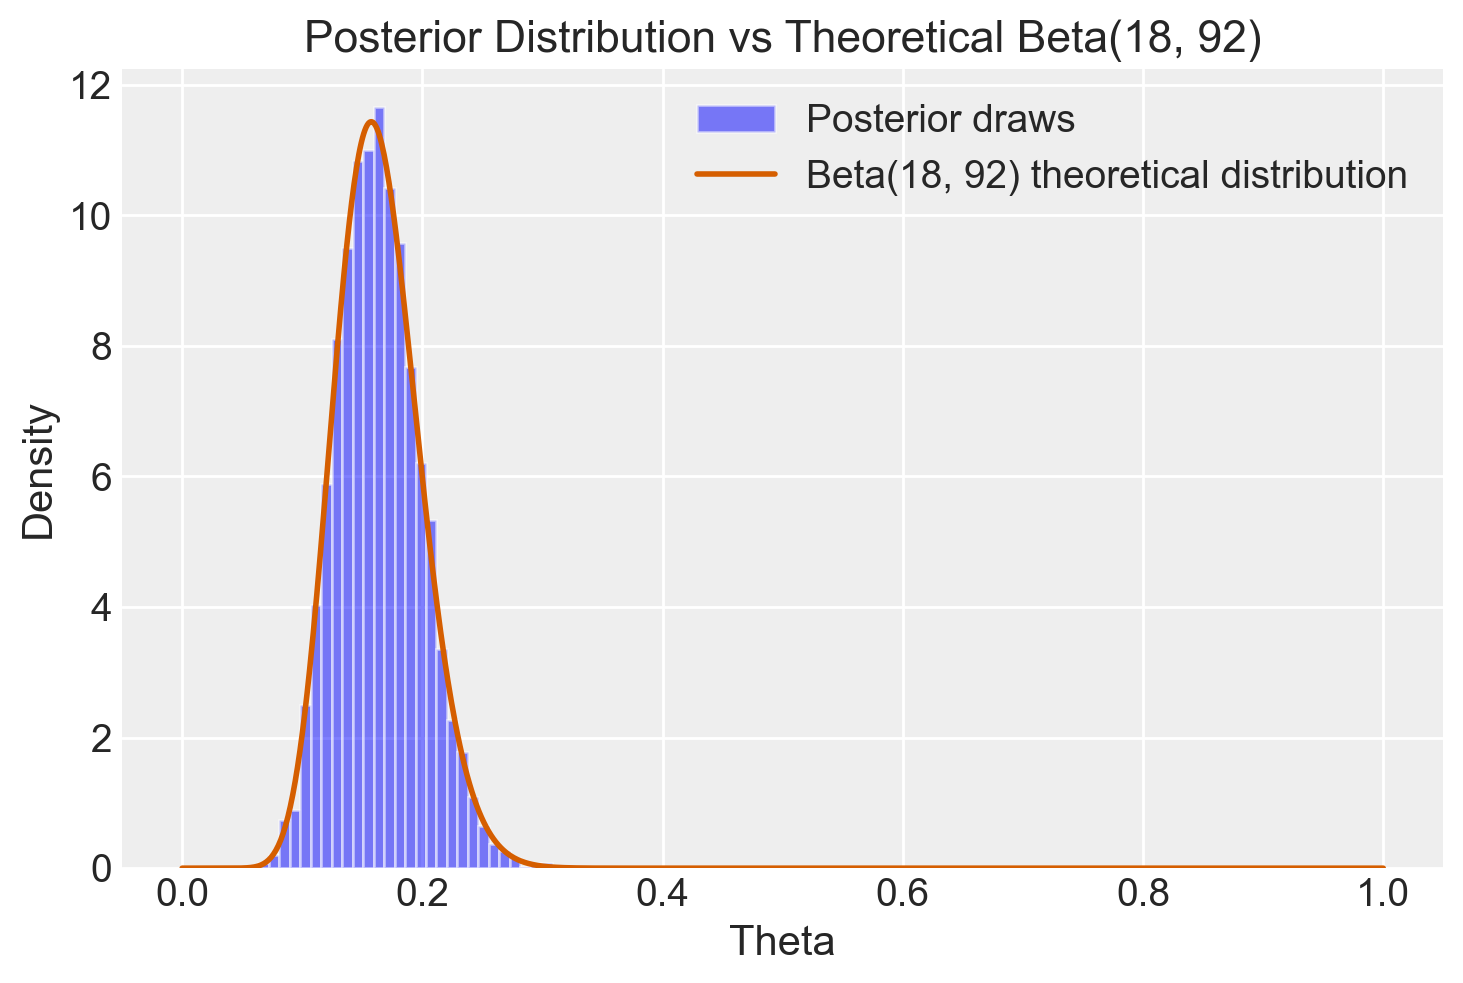 Posterior Distribution vs Theoretical Beta(18, 92)
Posterior draws
Beta(18, 92) theoretical distribution
12
10
8
6
4
2
0
Density
0.0 0.2 0.4 0.6 0.8 1.0
Theta